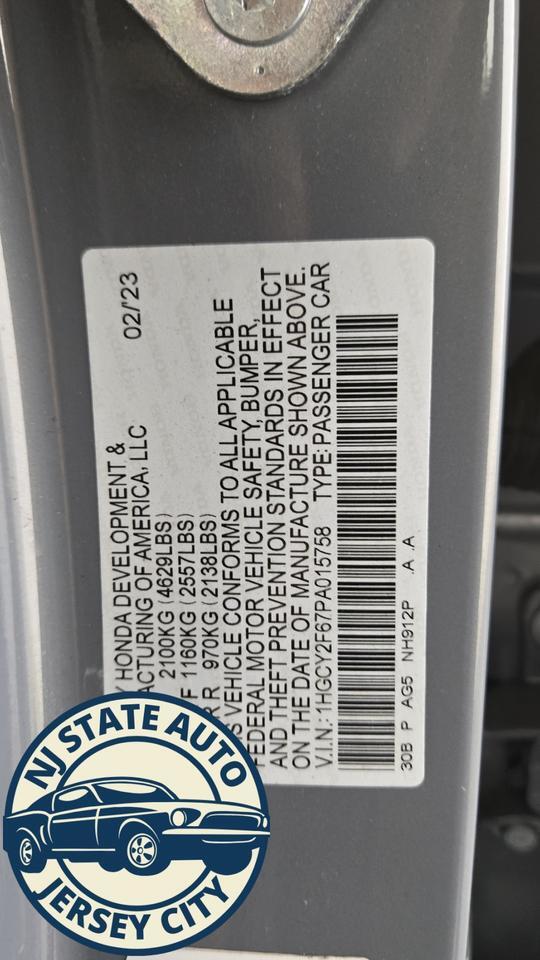 Y HONDA DEVELOPMENT &
ACTURING OF AMERICA, LLC 02/'23
2100KG (4629LBS)
F 1160KG (2557LBS)
R R 970KG (2138LBS)
S VEHICLE CONFORMS TO ALL APPLICABLE
FEDERAL MOTOR VEHICLE SAFETY, BUMPER,
AND THEFT PREVENTION STANDARDS IN EFFECT
ON THE DATE OF MANUFACTURE SHOWN ABOVE.
V.I.N.: 1HGCY2F67PA015758 TYPE: PASSENGER CAR
30B P AG5 NH912P .A .A
NJ STATE AUTO
JERSEY CITY